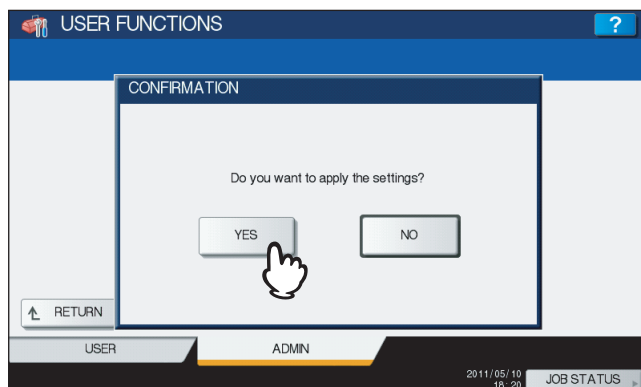 USER FUNCTIONS
?
CONFIRMATION
Do you want to apply the settings?
YES
NO
RETURN
USER
ADMIN
2011/05/10
18:20
JOB STATUS